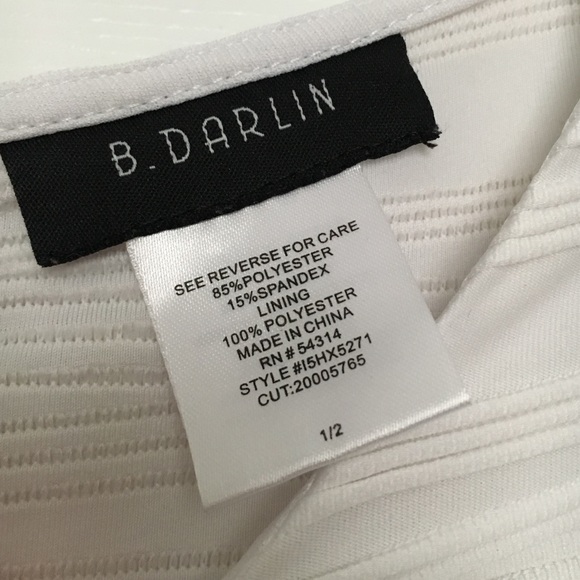 B.DARLIN
SEE REVERSE FOR CARE
85%POLYESTER
15%SPANDEX
LINING
100% POLYESTER
MADE IN CHINA
RN # 54314
STYLE #I5HX5271
CUT:20005765
1/2